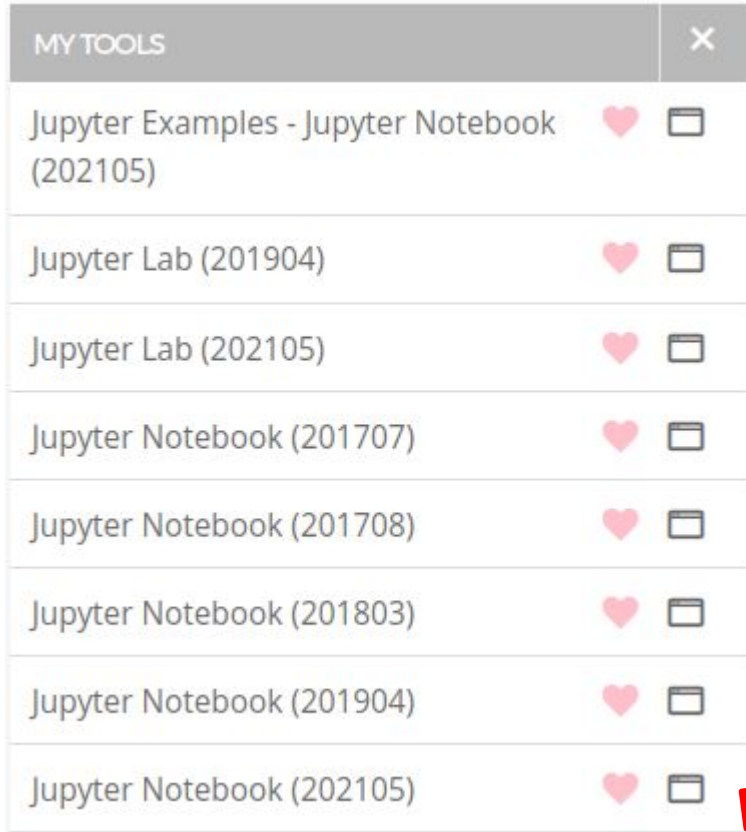 MY TOOLS
Jupyter Examples - Jupyter Notebook
(202105)
Jupyter Lab (201904)
Jupyter Lab (202105)
Jupyter Notebook (201707)
Jupyter Notebook (201708)
Jupyter Notebook (201803)
Jupyter Notebook (201904)
Jupyter Notebook (202105)